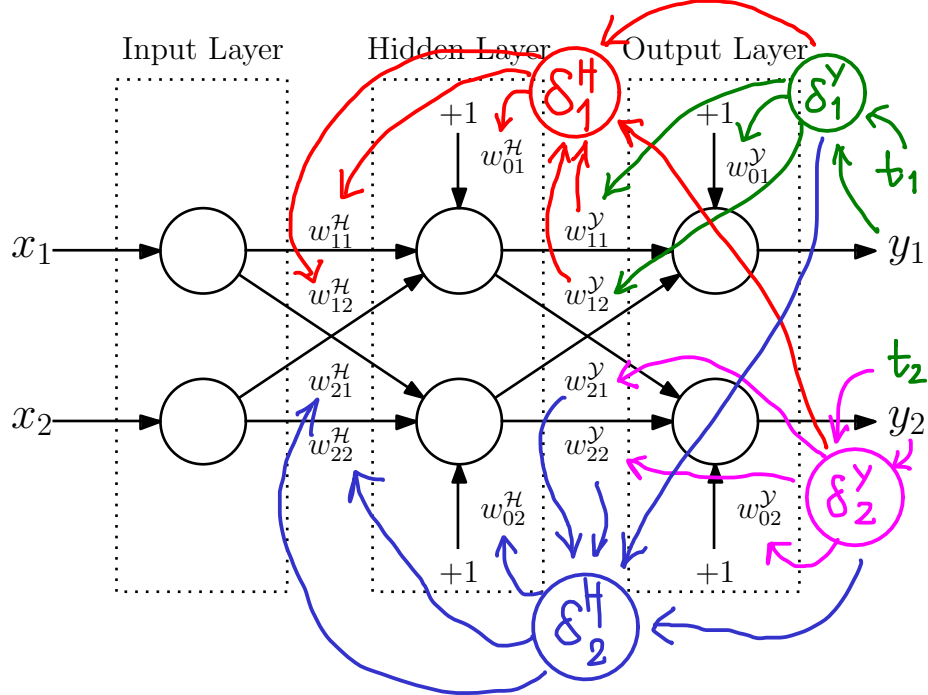 Input Layer Hidden Layer Output Layer
δ₁ᴴ δ₁ʸ
+1 +1
w₀₁ᴴ w₀₁ʸ t₁
x₁ w₁₁ᴴ w₁₁ʸ y₁
w₁₂ᴴ w₁₂ʸ
t₂
w₂₁ᴴ w₂₁ʸ
x₂ w₂₂ᴴ w₂₂ʸ y₂
w₀₂ᴴ w₀₂ʸ δ₂ʸ
+1 +1
δ₂ᴴ